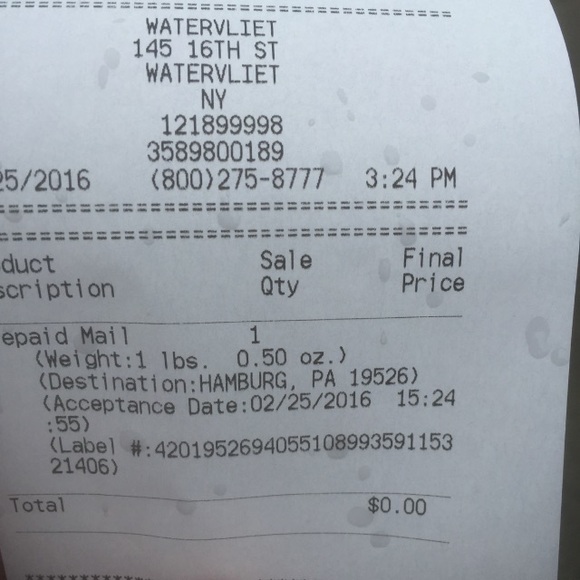 WATERVLIET
145 16TH ST
WATERVLIET
NY
121899998
3589800189
25/2016 (800)275-8777 3:24 PM
duct Sale Final
scription Qty Price
epaid Mail 1
(Weight:1 lbs. 0.50 oz.)
(Destination:HAMBURG, PA 19526)
(Acceptance Date:02/25/2016 15:24
:55)
(Label #:42019526940551089935911 53
21406)
Total $0.00